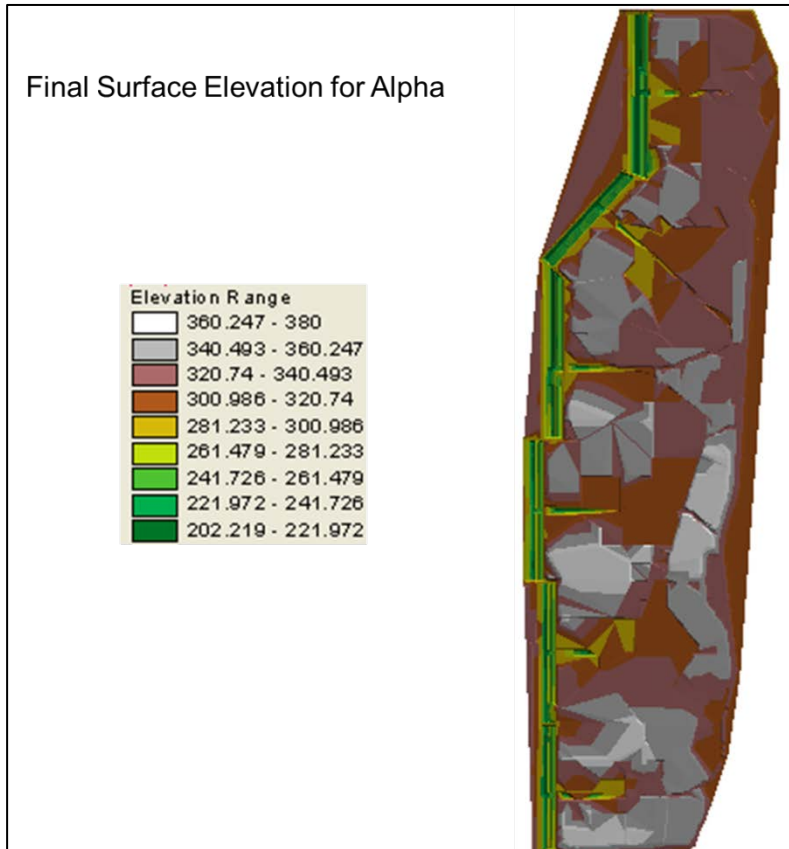 Final Surface Elevation for Alpha
Elevation Range
360.247 - 380
340.493 - 360.247
320.74 - 340.493
300.986 - 320.74
281.233 - 300.986
261.479 - 281.233
241.726 - 261.479
221.972 - 241.726
202.219 - 221.972